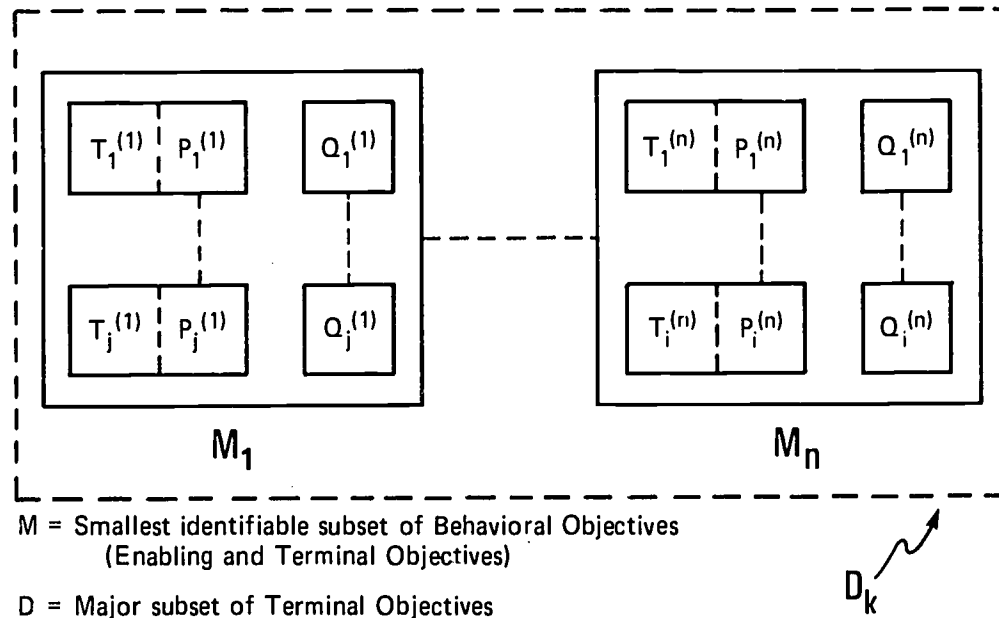 T₁⁽¹⁾ P₁⁽¹⁾ Q₁⁽¹⁾ T₁⁽ⁿ⁾ P₁⁽ⁿ⁾ Q₁⁽ⁿ⁾
Tⱼ⁽¹⁾ Pⱼ⁽¹⁾ Qⱼ⁽¹⁾ Tᵢ⁽ⁿ⁾ Pᵢ⁽ⁿ⁾ Qᵢ⁽ⁿ⁾
M₁ Mₙ
M = Smallest identifiable subset of Behavioral Objectives
(Enabling and Terminal Objectives)
D = Major subset of Terminal Objectives
Dₖ